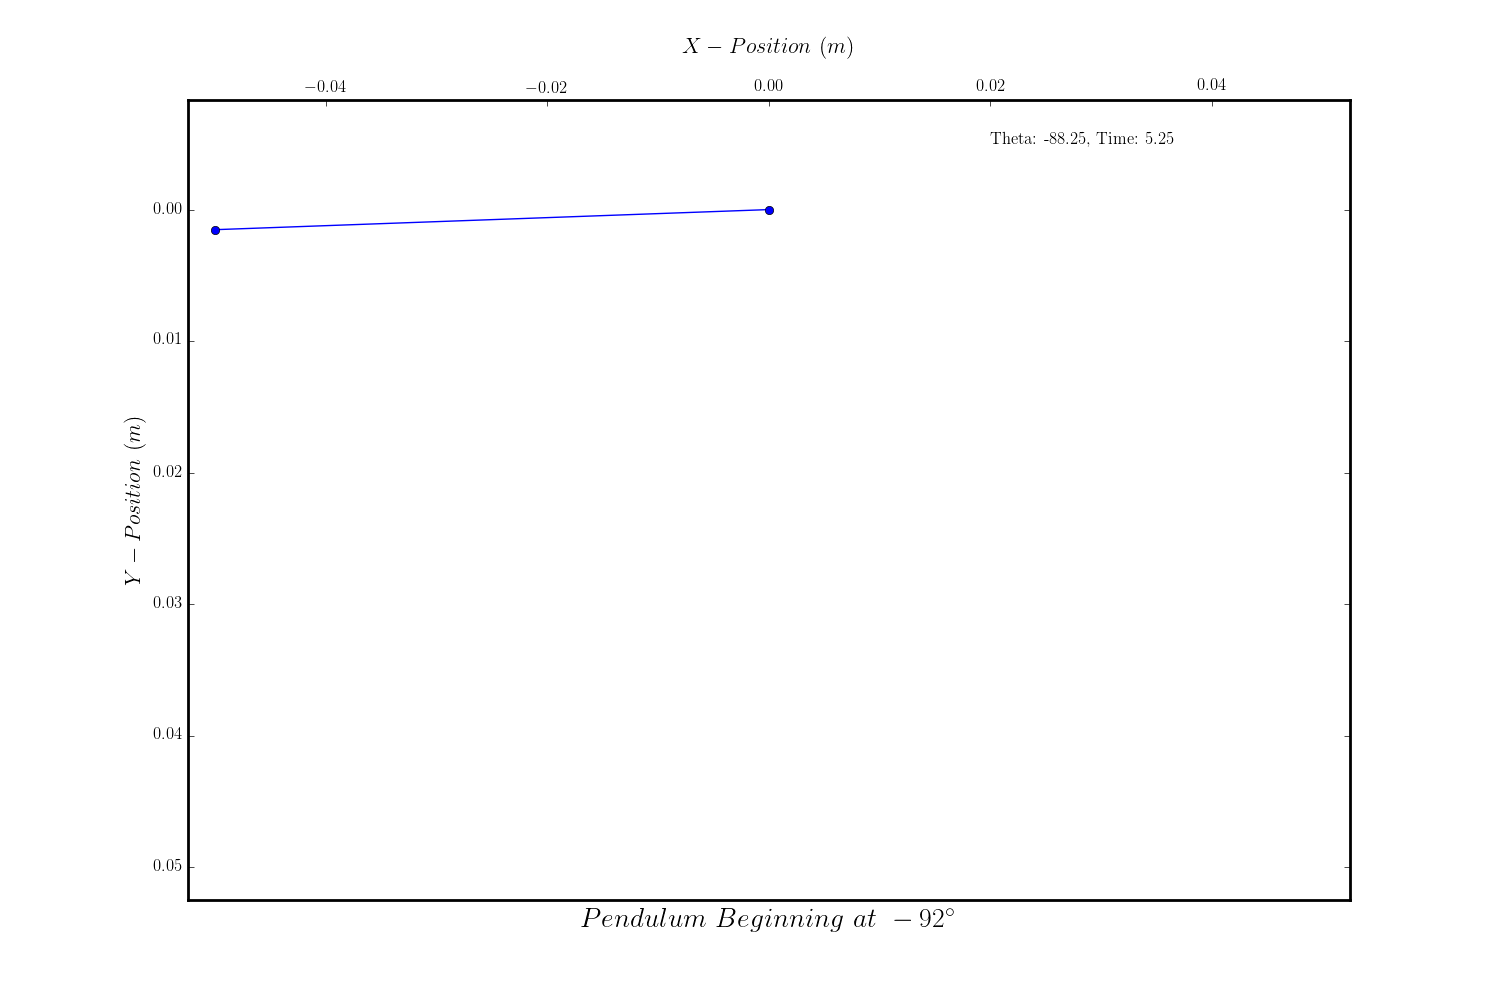 X − Position (m)
−0.04 −0.02 0.00 0.02 0.04
Theta: -88.25, Time: 5.25
0.00
0.01
0.02
Y − Position (m)
0.03
0.04
0.05
Pendulum Beginning at − 92°